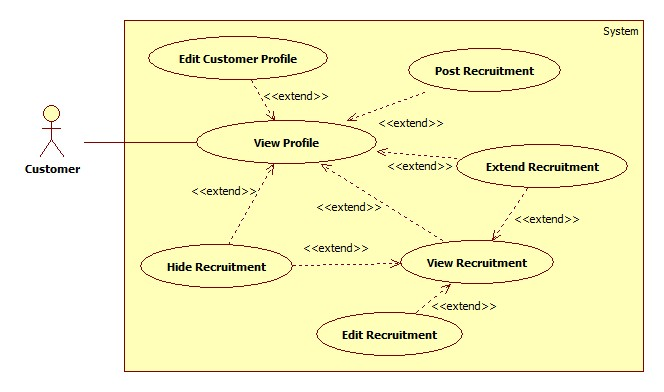 System
Edit Customer Profile
Post Recruitment
<<extend>>
<<extend>>
View Profile
Customer
<<extend>>
Extend Recruitment
<<extend>>
<<extend>>
<<extend>>
<<extend>>
Hide Recruitment
View Recruitment
<<extend>>
Edit Recruitment